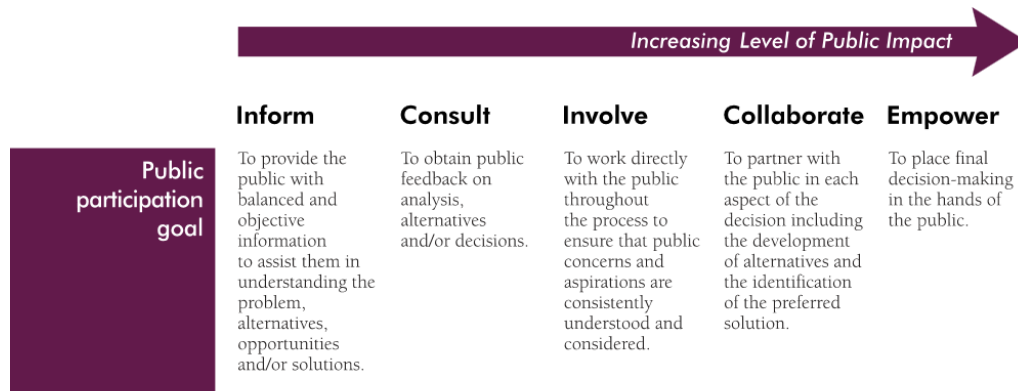 Increasing Level of Public Impact
Inform
Consult
Involve
Collaborate
Empower
Public
participation
goal
To provide the
public with
balanced and
objective
information
to assist them in
understanding the
problem,
alternatives,
opportunities
and/or solutions.
To obtain public
feedback on
analysis,
alternatives
and/or decisions.
To work directly
with the public
throughout
the process to
ensure that public
concerns and
aspirations are
consistently
understood and
considered.
To partner with
the public in each
aspect of the
decision including
the development
of alternatives and
the identification
of the preferred
solution.
To place final
decision-making
in the hands of
the public.